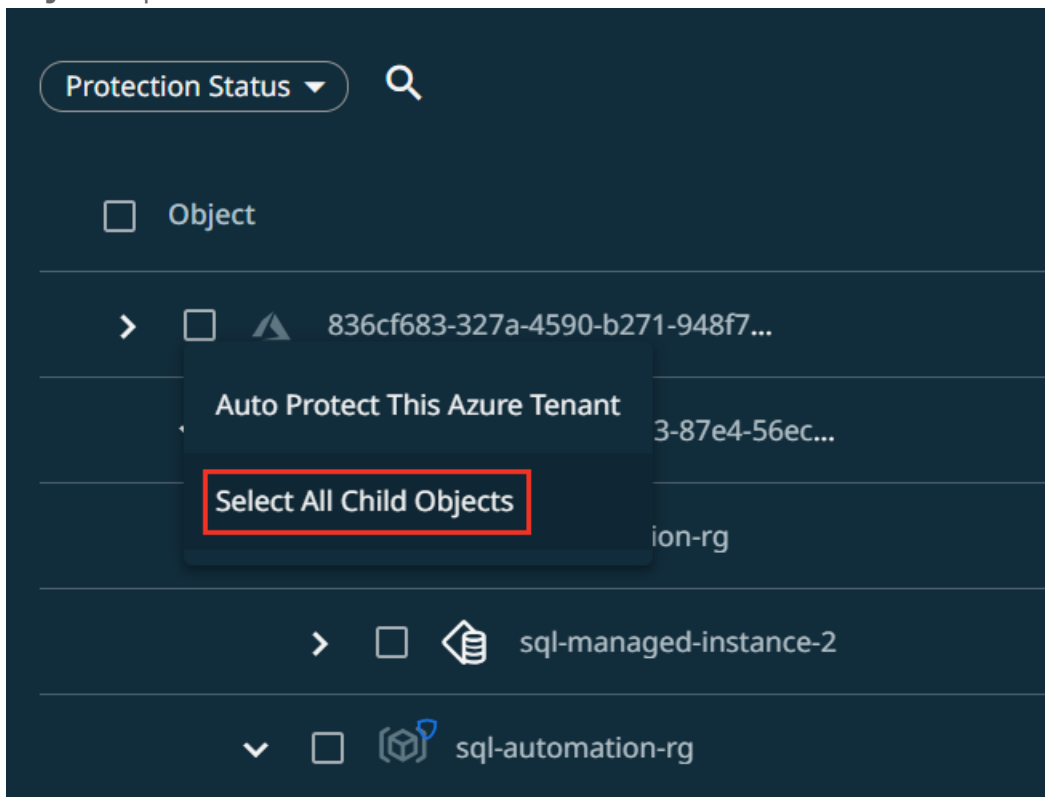 Protection Status
Object
836cf683-327a-4590-b271-948f7...
Auto Protect This Azure Tenant
3-87e4-56ec...
Select All Child Objects
ion-rg
sql-managed-instance-2
sql-automation-rg